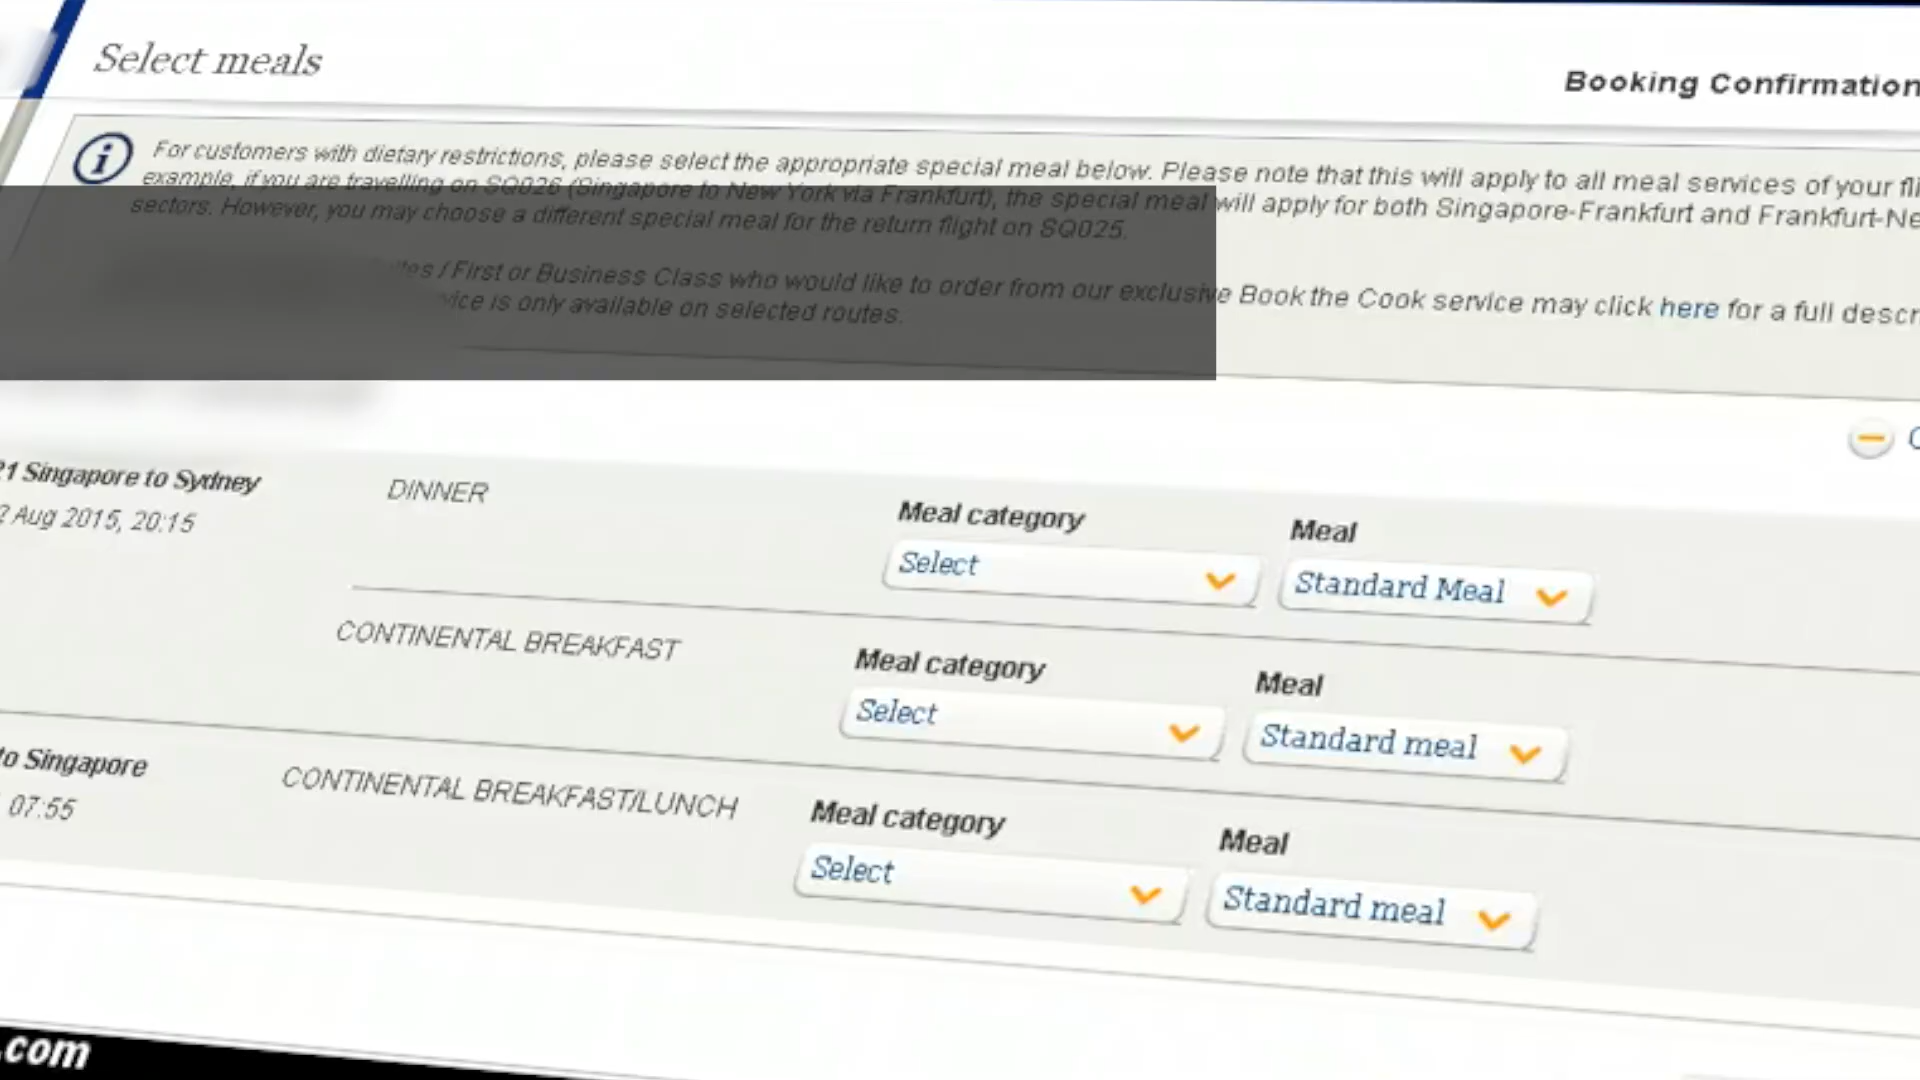 Select meals
Booking Confirmation
For customers with dietary restrictions, please select the appropriate special meal below. Please note that this will apply to all meal services of your
example, if you are travelling on SQ026 (Singapore to New York via Frankfurt), the special meal will apply for both Singapore-Frankfurt and
sectors. However, you may choose a different special meal for the return flight on SQ025.
/ First or Business Class who would like to order from our exclusive Book the Cook service may click here for a full
is only available on selected routes.
21 Singapore to Sydney
DINNER
Meal category
Meal
Aug 2015, 20:15
Select
Standard Meal
CONTINENTAL BREAKFAST
Meal category
Meal
Select
Standard meal
to Singapore
CONTINENTAL BREAKFAST/LUNCH
Meal category
Meal
07:55
Select
Standard meal
.com